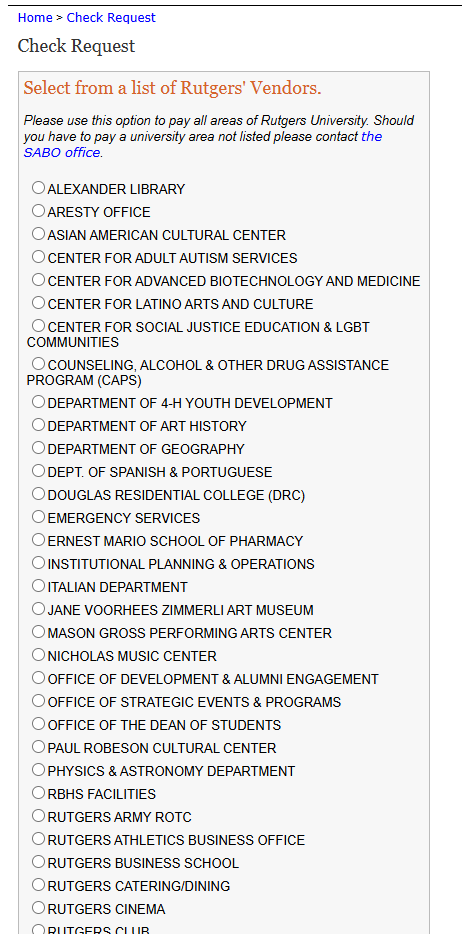 Home > Check Request
Check Request
Select from a list of Rutgers' Vendors.
Please use this option to pay all areas of Rutgers University. Should
you have to pay a university area not listed please contact the
SABO office.
ALEXANDER LIBRARY
ARESTY OFFICE
ASIAN AMERICAN CULTURAL CENTER
CENTER FOR ADULT AUTISM SERVICES
CENTER FOR ADVANCED BIOTECHNOLOGY AND MEDICINE
CENTER FOR LATINO ARTS AND CULTURE
CENTER FOR SOCIAL JUSTICE EDUCATION & LGBT
COMMUNITIES
COUNSELING, ALCOHOL & OTHER DRUG ASSISTANCE
PROGRAM (CAPS)
DEPARTMENT OF 4-H YOUTH DEVELOPMENT
DEPARTMENT OF ART HISTORY
DEPARTMENT OF GEOGRAPHY
DEPT. OF SPANISH & PORTUGUESE
DOUGLAS RESIDENTIAL COLLEGE (DRC)
EMERGENCY SERVICES
ERNEST MARIO SCHOOL OF PHARMACY
INSTITUTIONAL PLANNING & OPERATIONS
ITALIAN DEPARTMENT
JANE VOORHEES ZIMMERLI ART MUSEUM
MASON GROSS PERFORMING ARTS CENTER
NICHOLAS MUSIC CENTER
OFFICE OF DEVELOPMENT & ALUMNI ENGAGEMENT
OFFICE OF STRATEGIC EVENTS & PROGRAMS
OFFICE OF THE DEAN OF STUDENTS
PAUL ROBESON CULTURAL CENTER
PHYSICS & ASTRONOMY DEPARTMENT
RBHS FACILITIES
RUTGERS ARMY ROTC
RUTGERS ATHLETICS BUSINESS OFFICE
RUTGERS BUSINESS SCHOOL
RUTGERS CATERING/DINING
RUTGERS CINEMA
RUTGERS CLUB